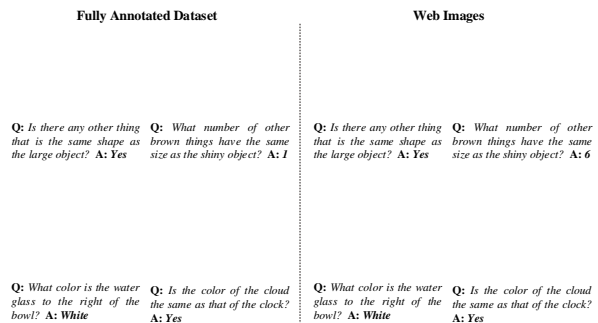 Fully Annotated Dataset
Web Images
Q: Is there any other thing
that is the same shape as
the large object? A: Yes
Q: What number of other
brown things have the same
size as the shiny object? A: 1
Q: Is there any other thing
that is the same shape as
the large object? A: Yes
Q: What number of other
brown things have the same
size as the shiny object? A: 6
Q: What color is the water
glass to the right of the
bowl? A: White
Q: Is the color of the cloud
the same as that of the clock?
A: Yes
Q: What color is the water
glass to the right of the
bowl? A: White
Q: Is the color of the cloud
the same as that of the clock?
A: Yes